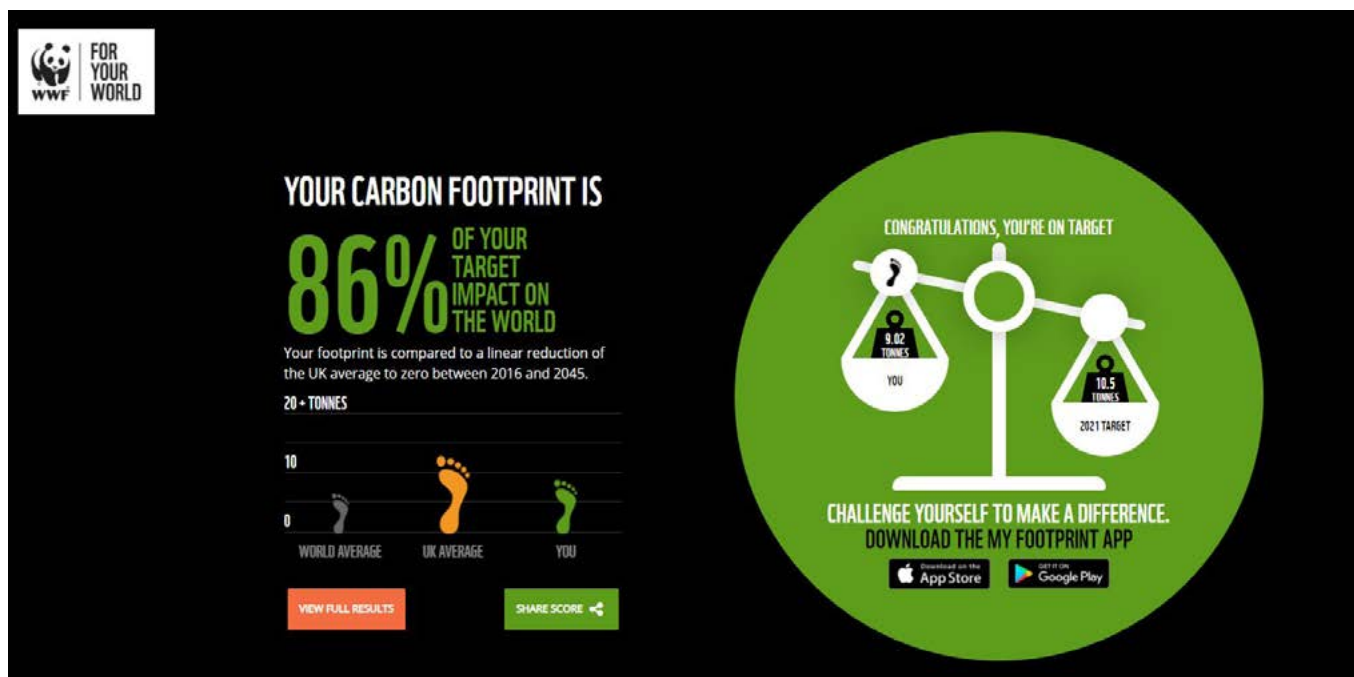 WWF
FOR
YOUR
WORLD
YOUR CARBON FOOTPRINT IS
86%
OF YOUR
TARGET
IMPACT ON
THE WORLD
Your footprint is compared to a linear reduction of
the UK average to zero between 2016 and 2045.
20 + TONNES
10
0
WORLD AVERAGE
UK AVERAGE
YOU
VIEW FULL RESULTS
SHARE SCORE
CONGRATULATIONS, YOU'RE ON TARGET
9.02
TONNES
YOU
10.5
TONNES
2021 TARGET
CHALLENGE YOURSELF TO MAKE A DIFFERENCE.
DOWNLOAD THE MY FOOTPRINT APP
Download on the
App Store
GET IT ON
Google Play